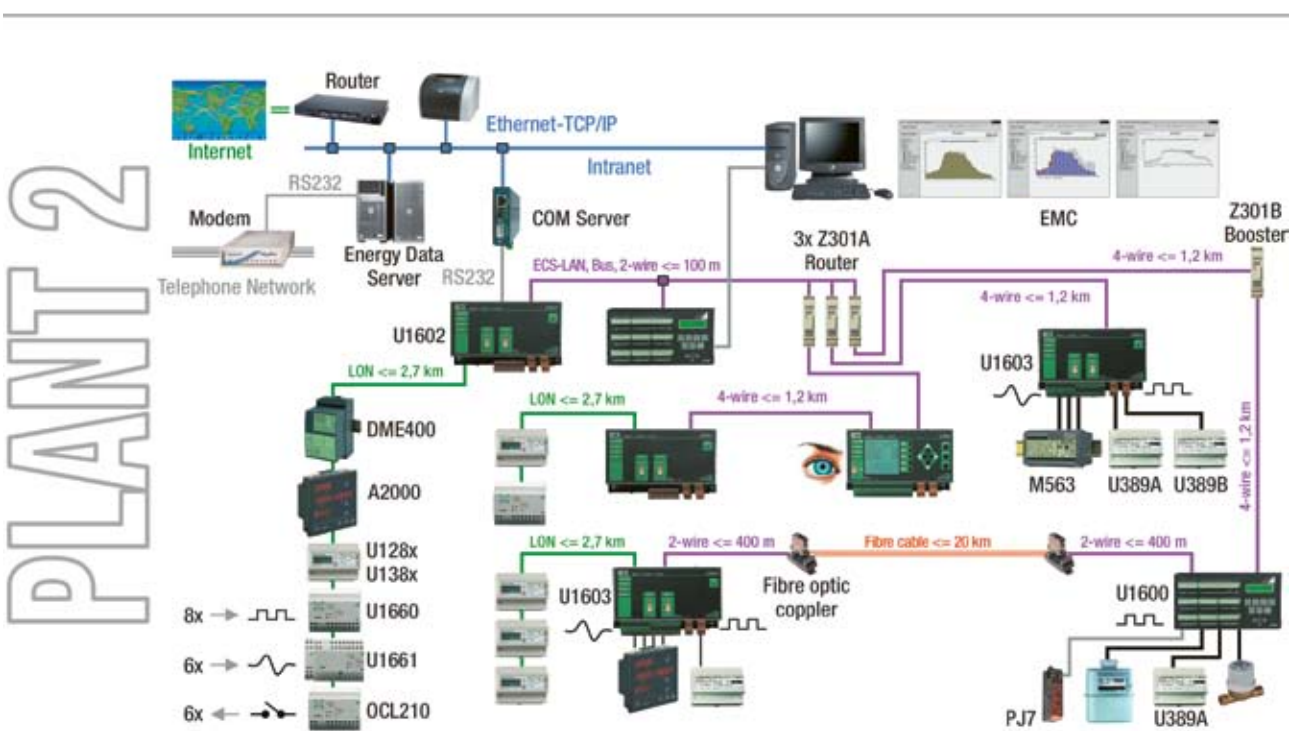 PLANT 2
Router
Internet
Ethernet-TCP/IP
Intranet
RS232
Modem
COM Server
EMC
Z301B
Booster
Energy Data
Server
RS232
3x Z301A
Router
4-wire <= 1,2 km
Telephone Network
ECS-LAN, Bus, 2-wire <= 100 m
4-wire <= 1,2 km
U1602
U1603
LON <= 2,7 km
LON <= 2,7 km
4-wire <= 1,2 km
DME400
A2000
M563
U389A
U389B
4-wire <= 1,2 km
U128x
U138x
LON <= 2,7 km
2-wire <= 400 m
Fibre cable <= 20 km
2-wire <= 400 m
U1603
Fibre optic
coppler
U1600
8x
U1660
6x
U1661
6x
OCL210
PJ7
U389A